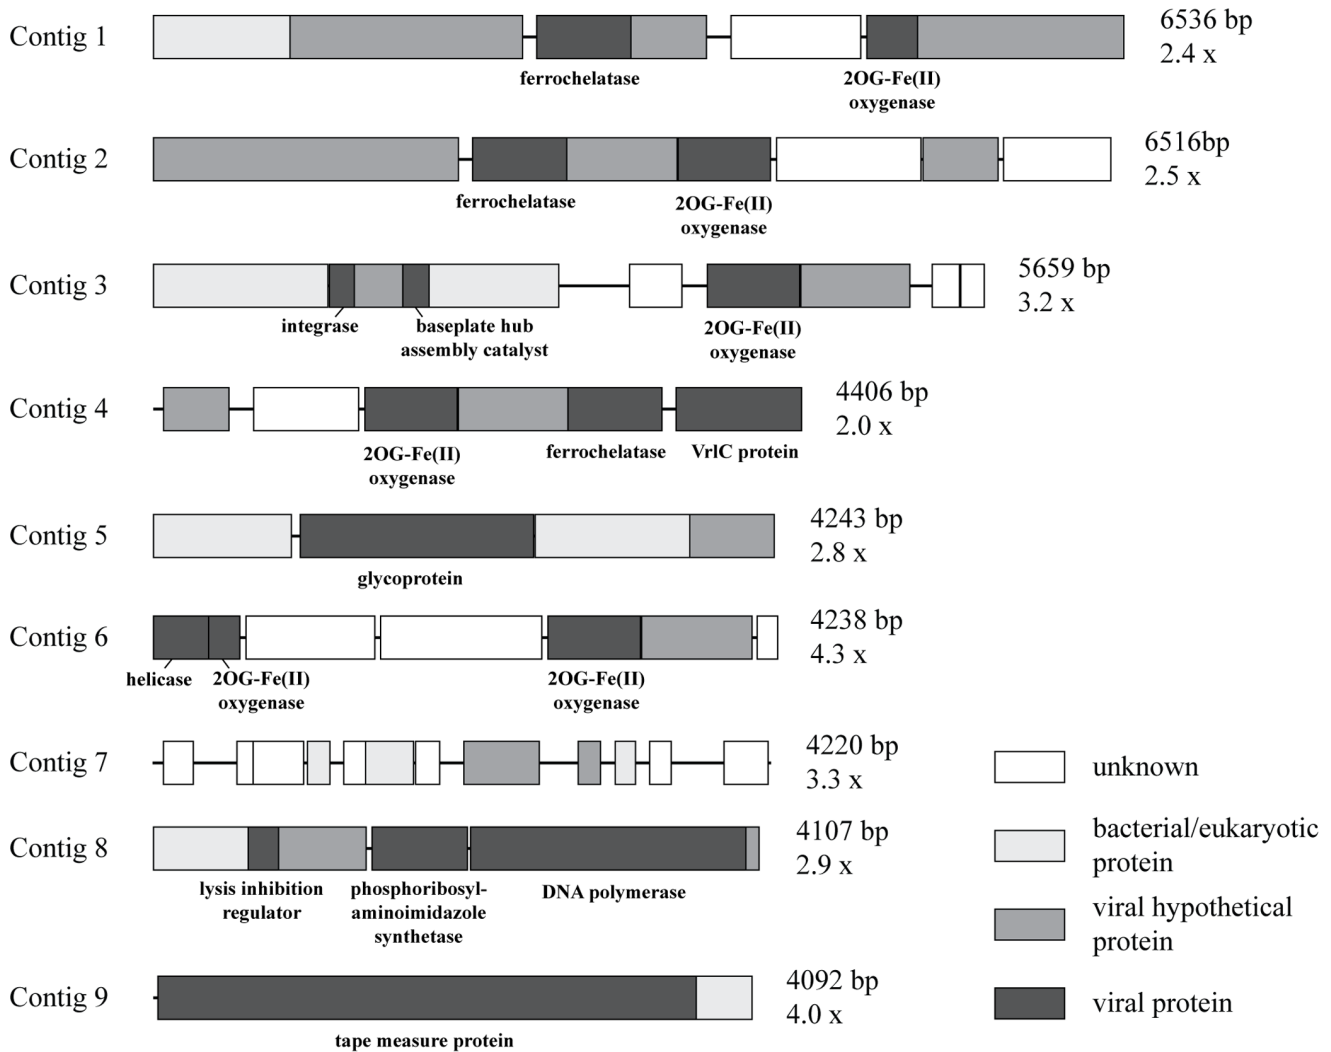 Contig 1
6536 bp
2.4 x
ferrochelatase
2OG-Fe(II)
oxygenase
Contig 2
6516bp
2.5 x
ferrochelatase
2OG-Fe(II)
oxygenase
Contig 3
5659 bp
3.2 x
integrase
baseplate hub
assembly catalyst
2OG-Fe(II)
oxygenase
Contig 4
4406 bp
2.0 x
2OG-Fe(II)
oxygenase
ferrochelatase
VrlC protein
Contig 5
4243 bp
2.8 x
glycoprotein
Contig 6
4238 bp
4.3 x
helicase
2OG-Fe(II)
oxygenase
2OG-Fe(II)
oxygenase
Contig 7
4220 bp
3.3 x
Contig 8
4107 bp
2.9 x
lysis inhibition
regulator
phosphoribosyl-
aminoimidazole
synthetase
DNA polymerase
Contig 9
4092 bp
4.0 x
tape measure protein
unknown
bacterial/eukaryotic
protein
viral hypothetical
protein
viral protein